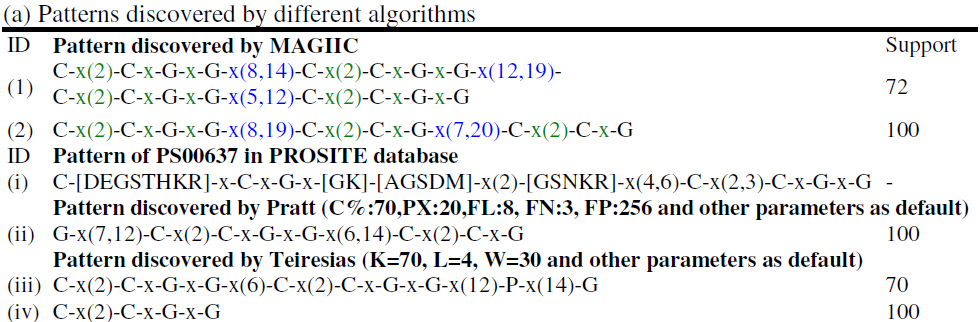 (a) Patterns discovered by different algorithms
ID Pattern discovered by MAGIIC Support
(1) C-x(2)-C-x-G-x-G-x(8,14)-C-x(2)-C-x-G-x-G-x(12,19)-
C-x(2)-C-x-G-x-G-x(5,12)-C-x(2)-C-x-G-x-G 72
(2) C-x(2)-C-x-G-x-G-x(8,19)-C-x(2)-C-x-G-x(7,20)-C-x(2)-C-x-G 100
ID Pattern of PS00637 in PROSITE database
(i) C-[DEGSTHKR]-x-C-x-G-x-[GK]-[AGSDM]-x(2)-[GSNKR]-x(4,6)-C-x(2,3)-C-x-G-x-G -
Pattern discovered by Pratt (C%:70,PX:20,FL:8, FN:3, FP:256 and other parameters as default)
(ii) G-x(7,12)-C-x(2)-C-x-G-x-G-x(6,14)-C-x(2)-C-x-G 100
Pattern discovered by Teiresias (K=70, L=4, W=30 and other parameters as default)
(iii) C-x(2)-C-x-G-x-G-x(6)-C-x(2)-C-x-G-x-G-x(12)-P-x(14)-G 70
(iv) C-x(2)-C-x-G-x-G 100